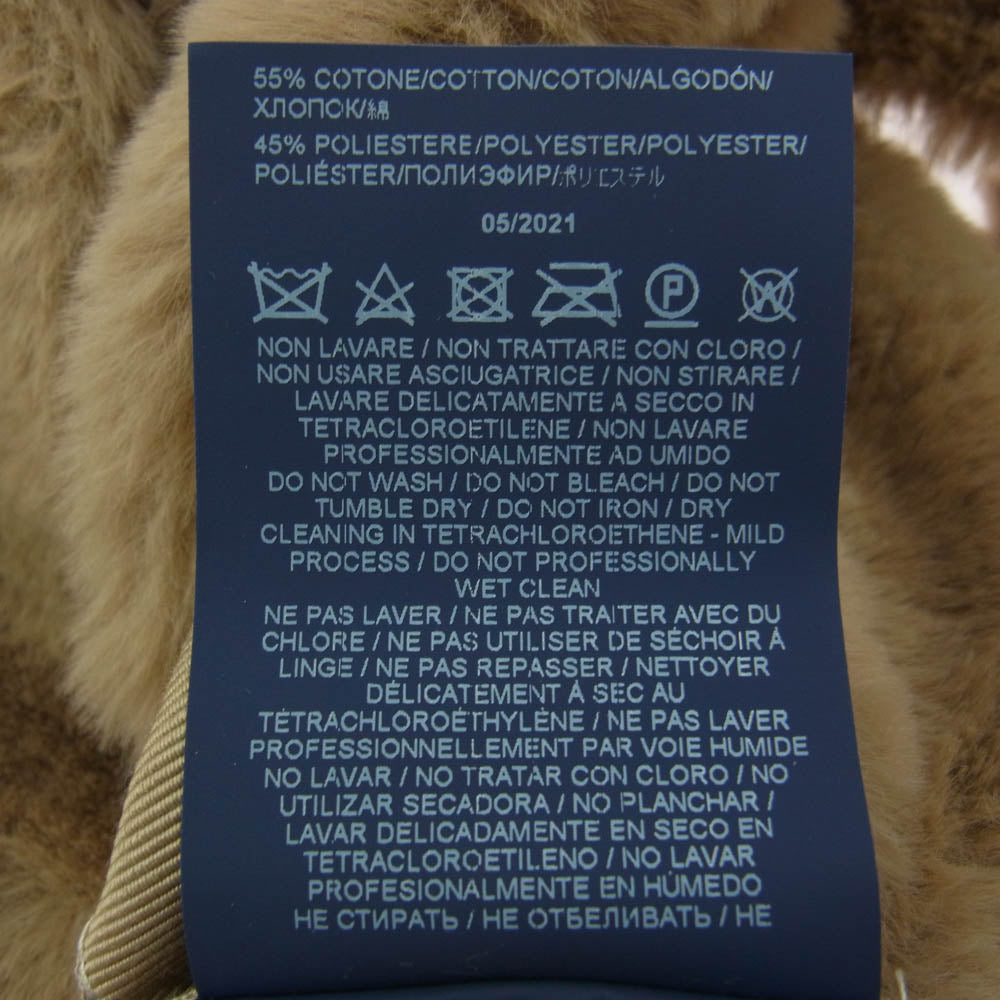 55% COTONE/COTTON/COTON/ALGODÓN/
ХЛОПОК/綿
45% POLIESTERE/POLYESTER/POLYESTER/
POLIÉSTER/ПОЛИЭФИР/ポリエステル
05/2021
P W
NON LAVARE / NON TRATTARE CON CLORO /
NON USARE ASCIUGATRICE / NON STIRARE /
LAVARE DELICATAMENTE A SECCO IN
TETRACLOROETILENE / NON LAVARE
PROFESSIONALMENTE AD UMIDO
DO NOT WASH / DO NOT BLEACH / DO NOT
TUMBLE DRY / DO NOT IRON / DRY
CLEANING IN TETRACHLOROETHENE - MILD
PROCESS / DO NOT PROFESSIONALLY
WET CLEAN
NE PAS LAVER / NE PAS TRAITER AVEC DU
CHLORE / NE PAS UTILISER DE SÉCHOIR À
LINGE / NE PAS REPASSER / NETTOYER
DÉLICATEMENT À SEC AU
TÉTRACHLOROÉTHYLÈNE / NE PAS LAVER
PROFESSIONNELLEMENT PAR VOIE HUMIDE
NO LAVAR / NO TRATAR CON CLORO / NO
UTILIZAR SECADORA / NO PLANCHAR /
LAVAR DELICADAMENTE EN SECO EN
TETRACLOROETILENO / NO LAVAR
PROFESIONALMENTE EN HÚMEDO
НЕ СТИРАТЬ / НЕ ОТБЕЛИВАТЬ / НЕ